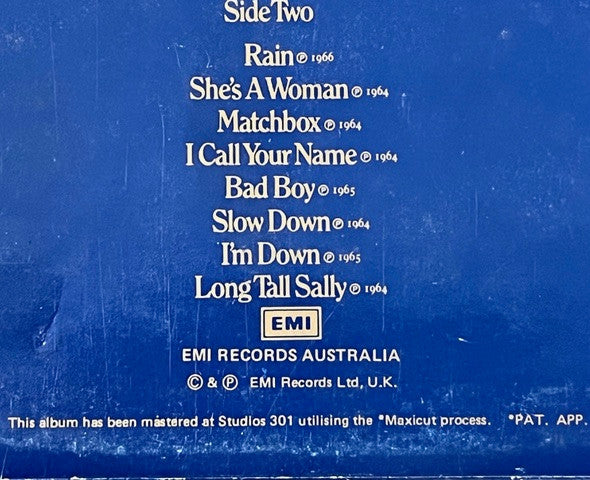 Side Two
Rain ℗ 1966
She's A Woman ℗ 1964
Matchbox ℗ 1964
I Call Your Name ℗ 1964
Bad Boy ℗ 1965
Slow Down ℗ 1964
I'm Down ℗ 1965
Long Tall Sally ℗ 1964
EMI
EMI RECORDS AUSTRALIA
© & ℗ EMI Records Ltd, U.K.
This album has been mastered at Studios 301 utilising the *Maxicut process. *PAT. APP.